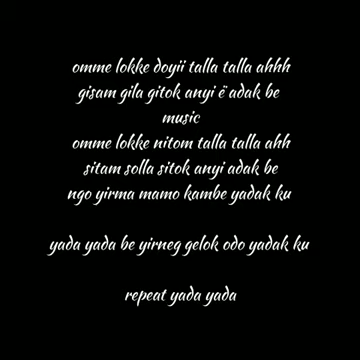 omme lokke doyii talla talla ahhh
gisam gila gitok anyi ë adak be
music
omme lokke nitom talla talla ahh
sitam solla sitok anyi adak be
ngo yirma mamo kambe yadak ku
yada yada be yirneg gelok odo yadak ku
repeat yada yada